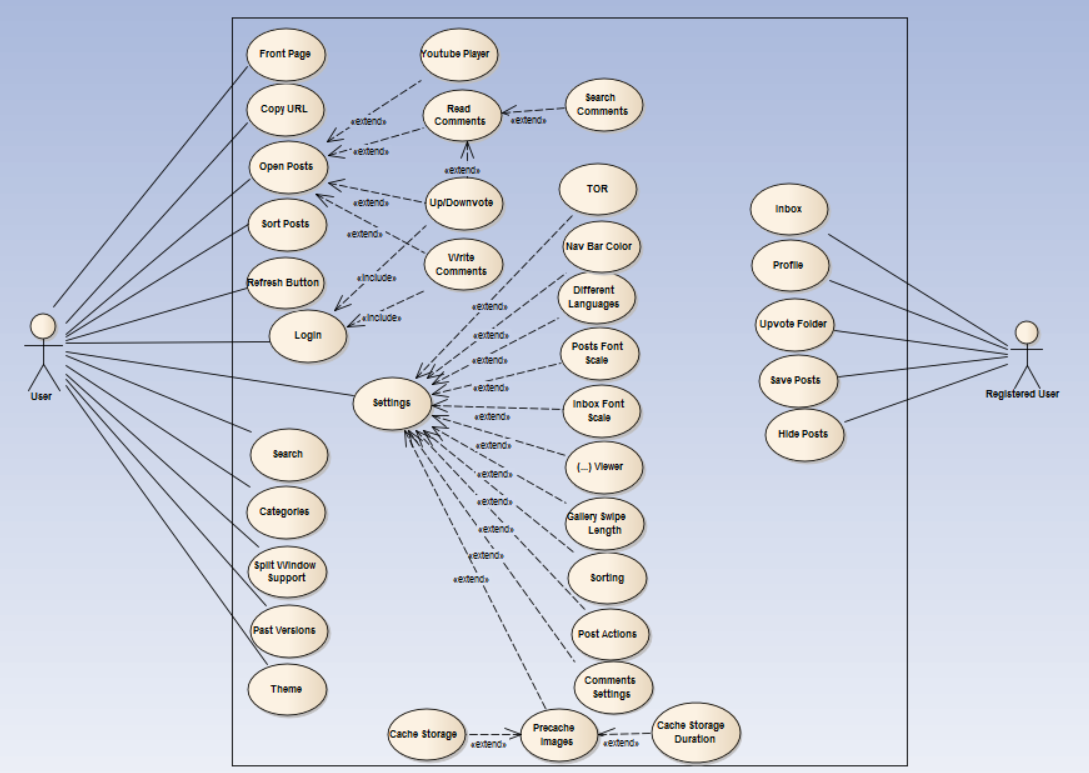 Front Page
Youtube Player
Copy URL
Read
Comments
Search
Comments
«extend»
«extend»
«extend»
Open Posts
«extend»
TOR
«extend»
Up/Downvote
Inbox
Sort Posts
«extend»
Nav Bar Color
Write
Comments
Profile
«include»
Refresh Button
Different
Languages
«extend»
«include»
Upvote Folder
Login
«extend»
Posts Font
Scale
«extend»
Save Posts
User
Registered User
«extend»
Settings
Inbox Font
Scale
«extend»
Hide Posts
«extend»
Search
(...) Viewer
«extend»
«extend»
Categories
Gallery Swipe
Length
«extend»
«extend»
Split Window
Support
«extend»
Sorting
Past Versions
Post Actions
Theme
Comments
Settings
Cache Storage
«extend»
Precache
Images
«extend»
Cache Storage
Duration